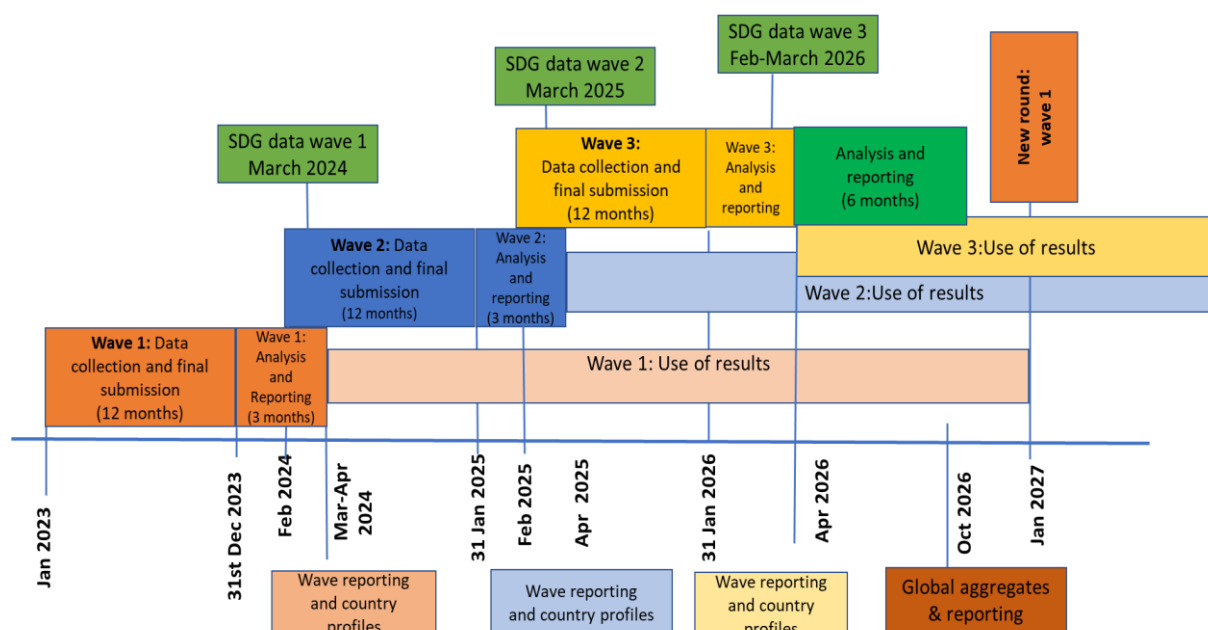 SDG data wave 3
Feb-March 2026
SDG data wave 2
March 2025
New round:
wave 1
SDG data wave 1
March 2024
Wave 3:
Data collection and
final submission
(12 months)
Wave 3:
Analysis
and
reporting
Analysis and
reporting
(6 months)
Wave 2: Data
collection and final
submission
(12 months)
Wave 2:
Analysis
and
reporting
(3 months)
Wave 3:Use of results
Wave 2:Use of results
Wave 1: Data
collection and final
submission
(12 months)
Wave 1:
Analysis
and
Reporting
(3 months)
Wave 1: Use of results
Jan 2023
31st Dec 2023
Feb 2024
Mar-Apr
2024
31 Jan 2025
Feb 2025
Apr 2025
31 Jan 2026
Apr 2026
Oct 2026
Jan 2027
Wave reporting
and country
profiles
Wave reporting
and country profiles
Wave reporting
and country
profiles
Global aggregates
& reporting